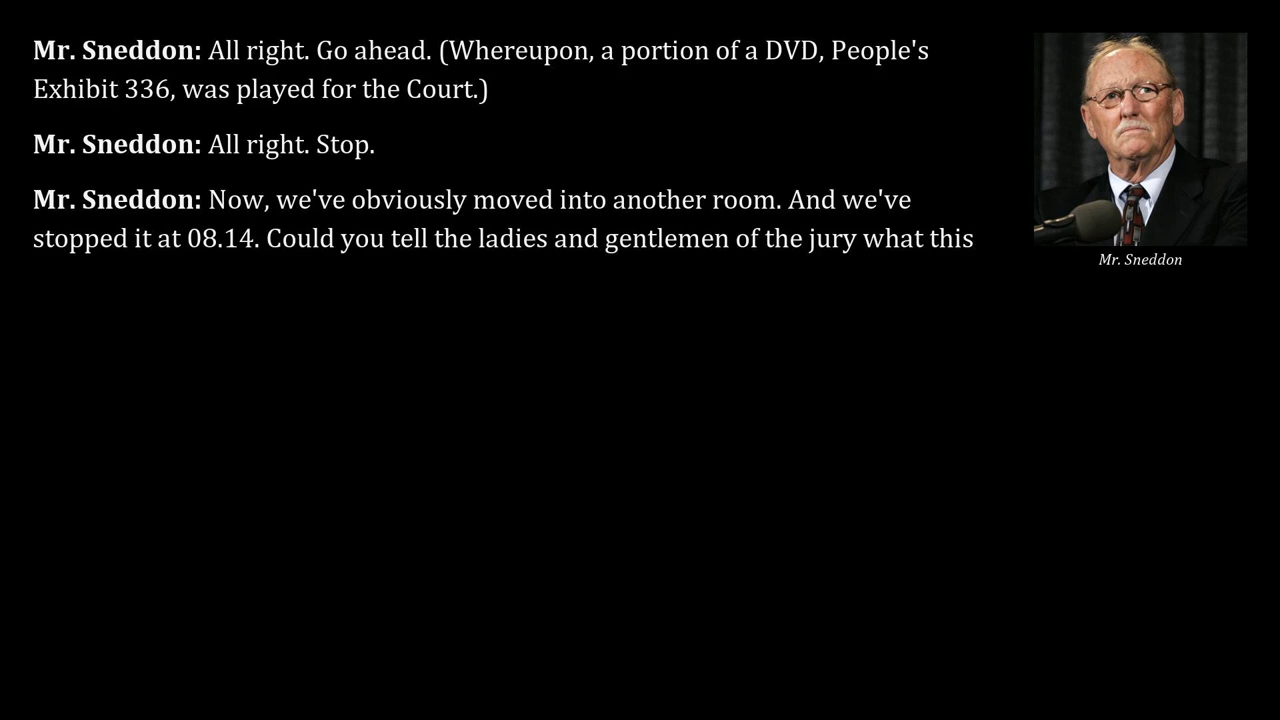 Mr. Sneddon: All right. Go ahead. (Whereupon, a portion of a DVD, People's
Exhibit 336, was played for the Court.)
Mr. Sneddon: All right. Stop.
Mr. Sneddon: Now, we've obviously moved into another room. And we've
stopped it at 08.14. Could you tell the ladies and gentlemen of the jury what this
Mr. Sneddon